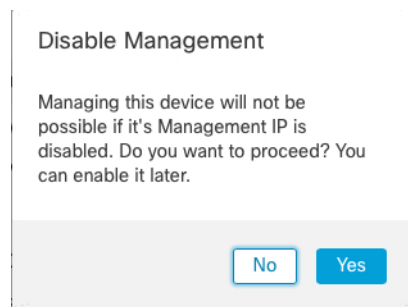 Disable Management
Managing this device will not be
possible if it's Management IP is
disabled. Do you want to proceed? You
can enable it later.
No
Yes